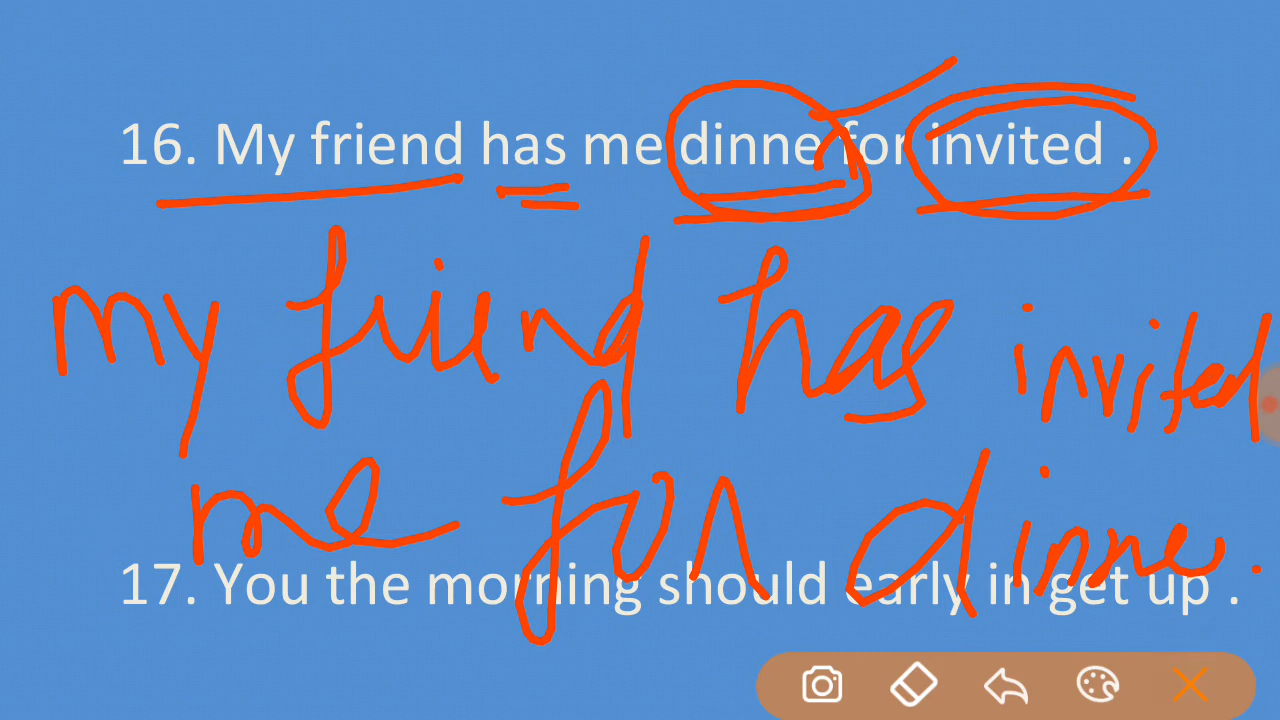 16. My friend has me dinne for invited .
my friend has invited
me for dinne.
17. You the morning should early in get up .